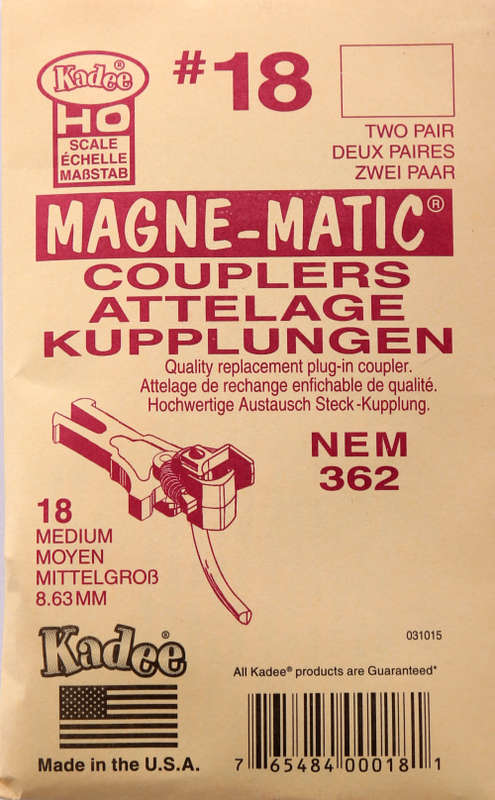 Kadee®
HO
SCALE
ÉCHELLE
MAßSTAB
#18
TWO PAIR
DEUX PAIRES
ZWEI PAAR
MAGNE-MATIC®
COUPLERS
ATTELAGE
KUPPLUNGEN
Quality replacement plug-in coupler.
Attelage de rechange enfichable de qualité.
Hochwertige Austausch Steck-Kupplung.
NEM
362
18
MEDIUM
MOYEN
MITTELGROß
8.63MM
031015
Kadee®
All Kadee® products are Guaranteed*
Made in the U.S.A.
7 65484 00018 1